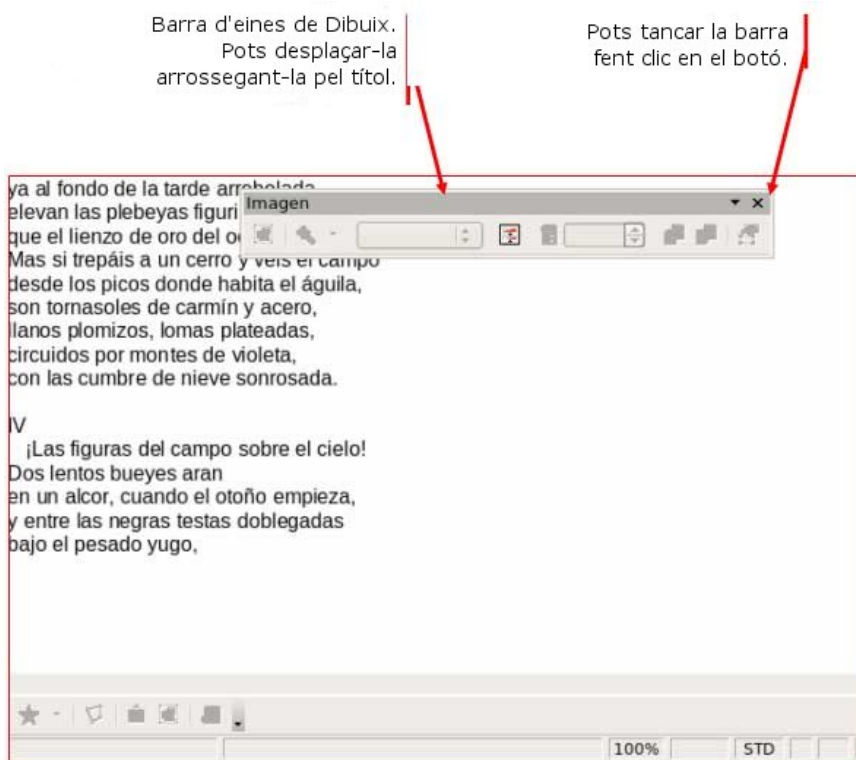 Barra d'eines de Dibuix.
Pots desplaçar-la
arrossegant-la pel títol.
Pots tancar la barra
fent clic en el botó.
ya al fondo de la tarde arrebolada
elevan las plebeyas figuri
Imagen
que el lienzo de oro del
Mas si trepáis a un cerro y veis el campo
desde los picos donde habita el águila,
son tornasoles de carmín y acero,
llanos plomizos, lomas plateadas,
circuidos por montes de violeta,
con las cumbre de nieve sonrosada.
IV
¡Las figuras del campo sobre el cielo!
Dos lentos bueyes aran
en un alcor, cuando el otoño empieza,
y entre las negras testas doblegadas
bajo el pesado yugo,
100%
STD